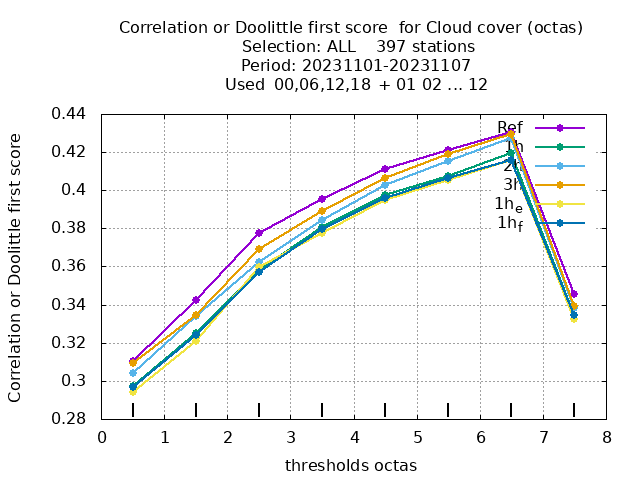 Correlation or Doolittle first score  for Cloud cover (octas)
Selection: ALL    397 stations
Period: 20231101-20231107
Used  00,06,12,18  + 01 02 ... 12
Correlation or Doolittle first score
0.44
0.42
0.4
0.38
0.36
0.34
0.32
0.3
0.28
Ref
1h
2h
3h
1h_e
1h_f
0 1 2 3 4 5 6 7 8
thresholds octas